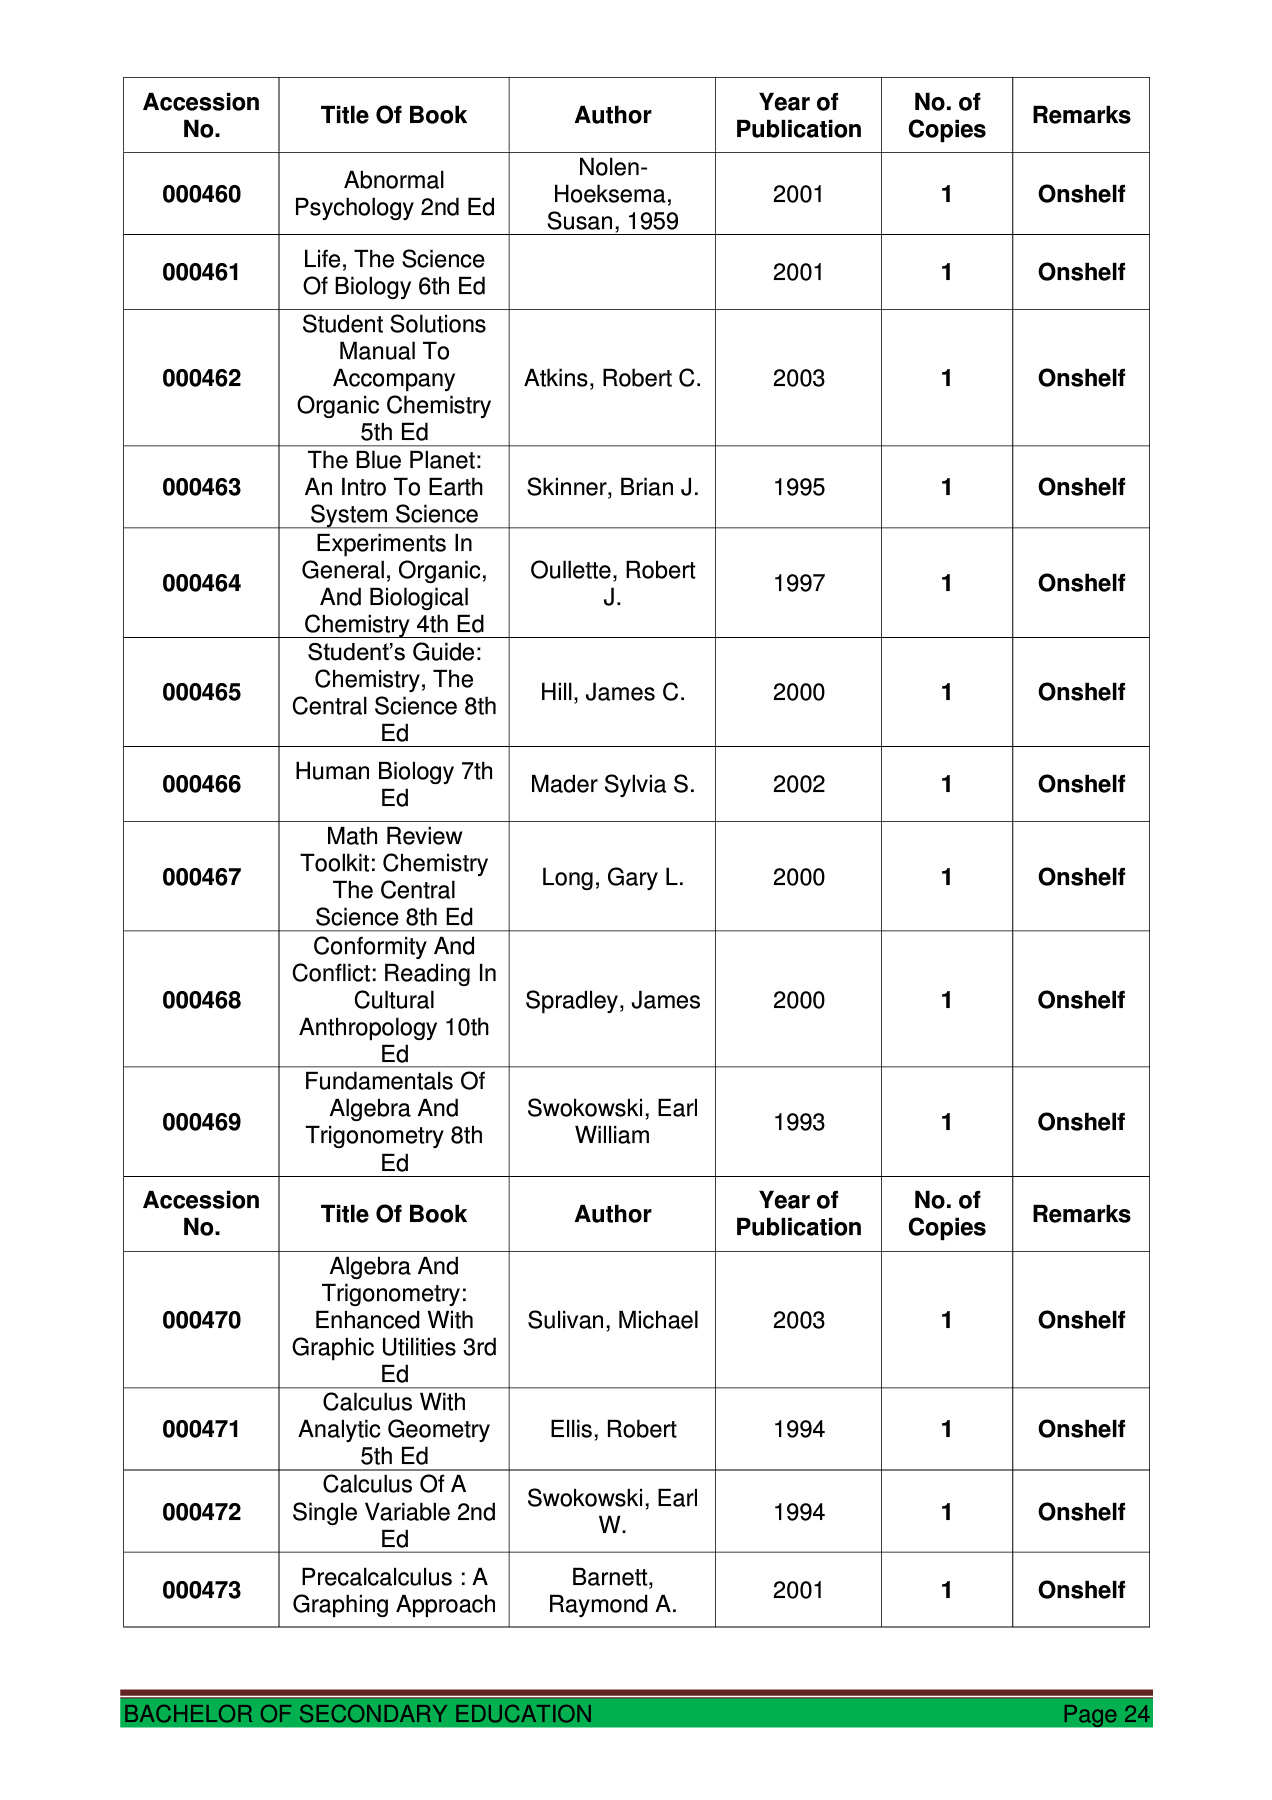 Accession No. Title Of Book Author Year of Publication No. of Copies Remarks
000460 Abnormal Psychology 2nd Ed Nolen-Hoeksema, Susan, 1959 2001 1 Onshelf
000461 Life, The Science Of Biology 6th Ed 2001 1 Onshelf
000462 Student Solutions Manual To Accompany Organic Chemistry 5th Ed Atkins, Robert C. 2003 1 Onshelf
000463 The Blue Planet: An Intro To Earth System Science Skinner, Brian J. 1995 1 Onshelf
000464 Experiments In General, Organic, And Biological Chemistry 4th Ed Oullette, Robert J. 1997 1 Onshelf
000465 Student’s Guide: Chemistry, The Central Science 8th Ed Hill, James C. 2000 1 Onshelf
000466 Human Biology 7th Ed Mader Sylvia S. 2002 1 Onshelf
000467 Math Review Toolkit: Chemistry The Central Science 8th Ed Long, Gary L. 2000 1 Onshelf
000468 Conformity And Conflict: Reading In Cultural Anthropology 10th Ed Spradley, James 2000 1 Onshelf
000469 Fundamentals Of Algebra And Trigonometry 8th Ed Swokowski, Earl William 1993 1 Onshelf
Accession No. Title Of Book Author Year of Publication No. of Copies Remarks
000470 Algebra And Trigonometry: Enhanced With Graphic Utilities 3rd Ed Sulivan, Michael 2003 1 Onshelf
000471 Calculus With Analytic Geometry 5th Ed Ellis, Robert 1994 1 Onshelf
000472 Calculus Of A Single Variable 2nd Ed Swokowski, Earl W. 1994 1 Onshelf
000473 Precalcalculus : A Graphing Approach Barnett, Raymond A. 2001 1 Onshelf
BACHELOR OF SECONDARY EDUCATION Page 24